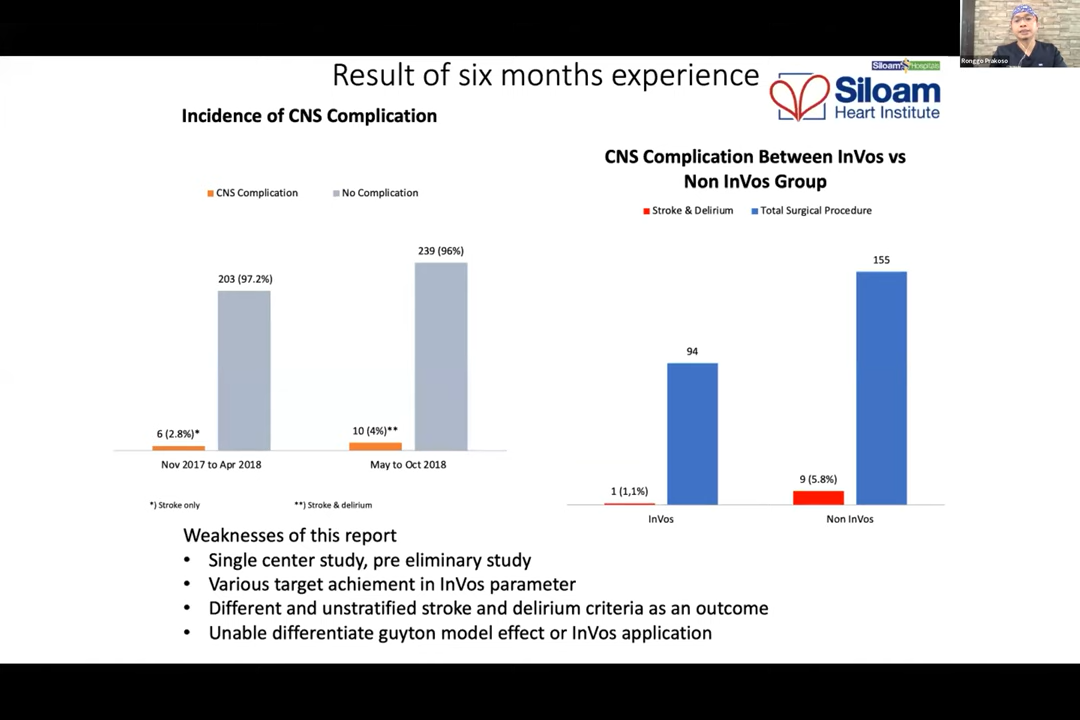 Result of six months experience
Siloam Hospitals
Siloam
Heart Institute
Ronggo Prakoso
Incidence of CNS Complication
CNS Complication
No Complication
239 (96%)
203 (97.2%)
6 (2.8%)*
10 (4%)**
Nov 2017 to Apr 2018
May to Oct 2018
*) Stroke only
**) Stroke & delirium
CNS Complication Between InVos vs
Non InVos Group
Stroke & Delirium
Total Surgical Procedure
155
94
1 (1,1%)
9 (5.8%)
InVos
Non InVos
Weaknesses of this report
• Single center study, pre eliminary study
• Various target achiement in InVos parameter
• Different and unstratified stroke and delirium criteria as an outcome
• Unable differentiate guyton model effect or InVos application